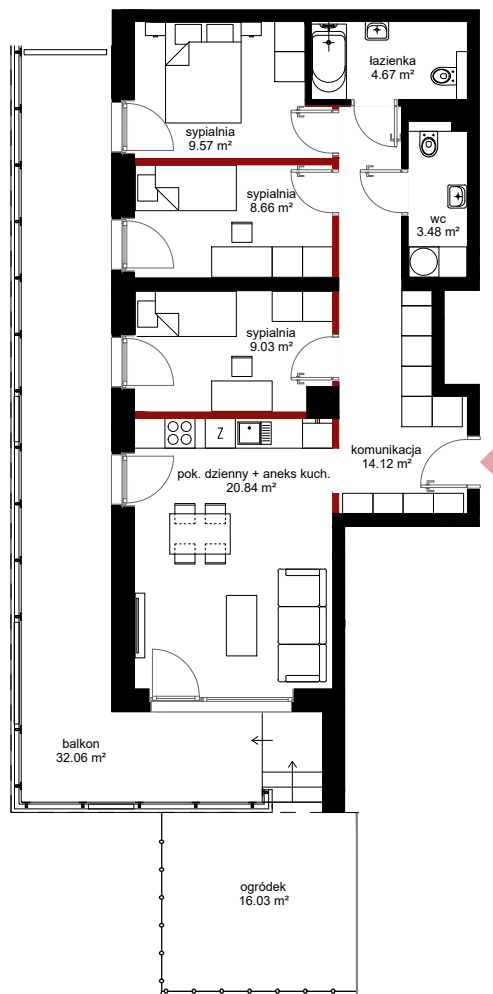 łazienka
4.67 m²
sypialnia
9.57 m²
sypialnia
8.66 m²
wc
3.48 m²
sypialnia
9.03 m²
Z
komunikacja
14.12 m²
pok. dzienny + aneks kuch.
20.84 m²
balkon
32.06 m²
ogródek
16.03 m²